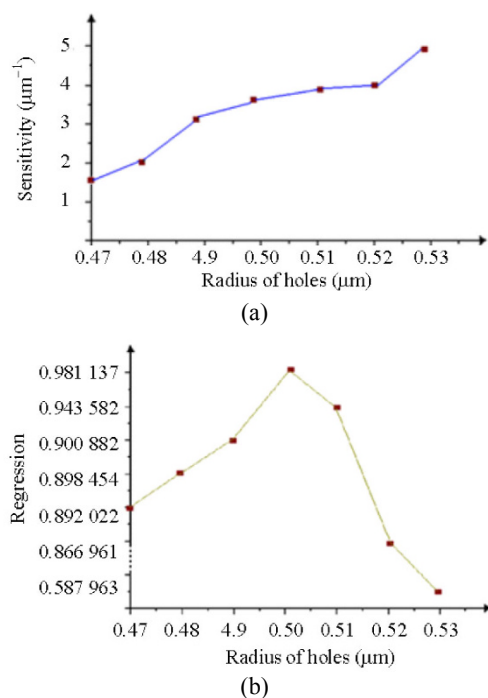 5
4
3
2
1
Sensitivity (μm⁻¹)
0.47 0.48 4.9 0.50 0.51 0.52 0.53
Radius of holes (μm)
(a)
0.981 137
0.943 582
0.900 882
0.898 454
0.892 022
0.866 961
0.587 963
Regression
0.47 0.48 4.9 0.50 0.51 0.52 0.53
Radius of holes (μm)
(b)